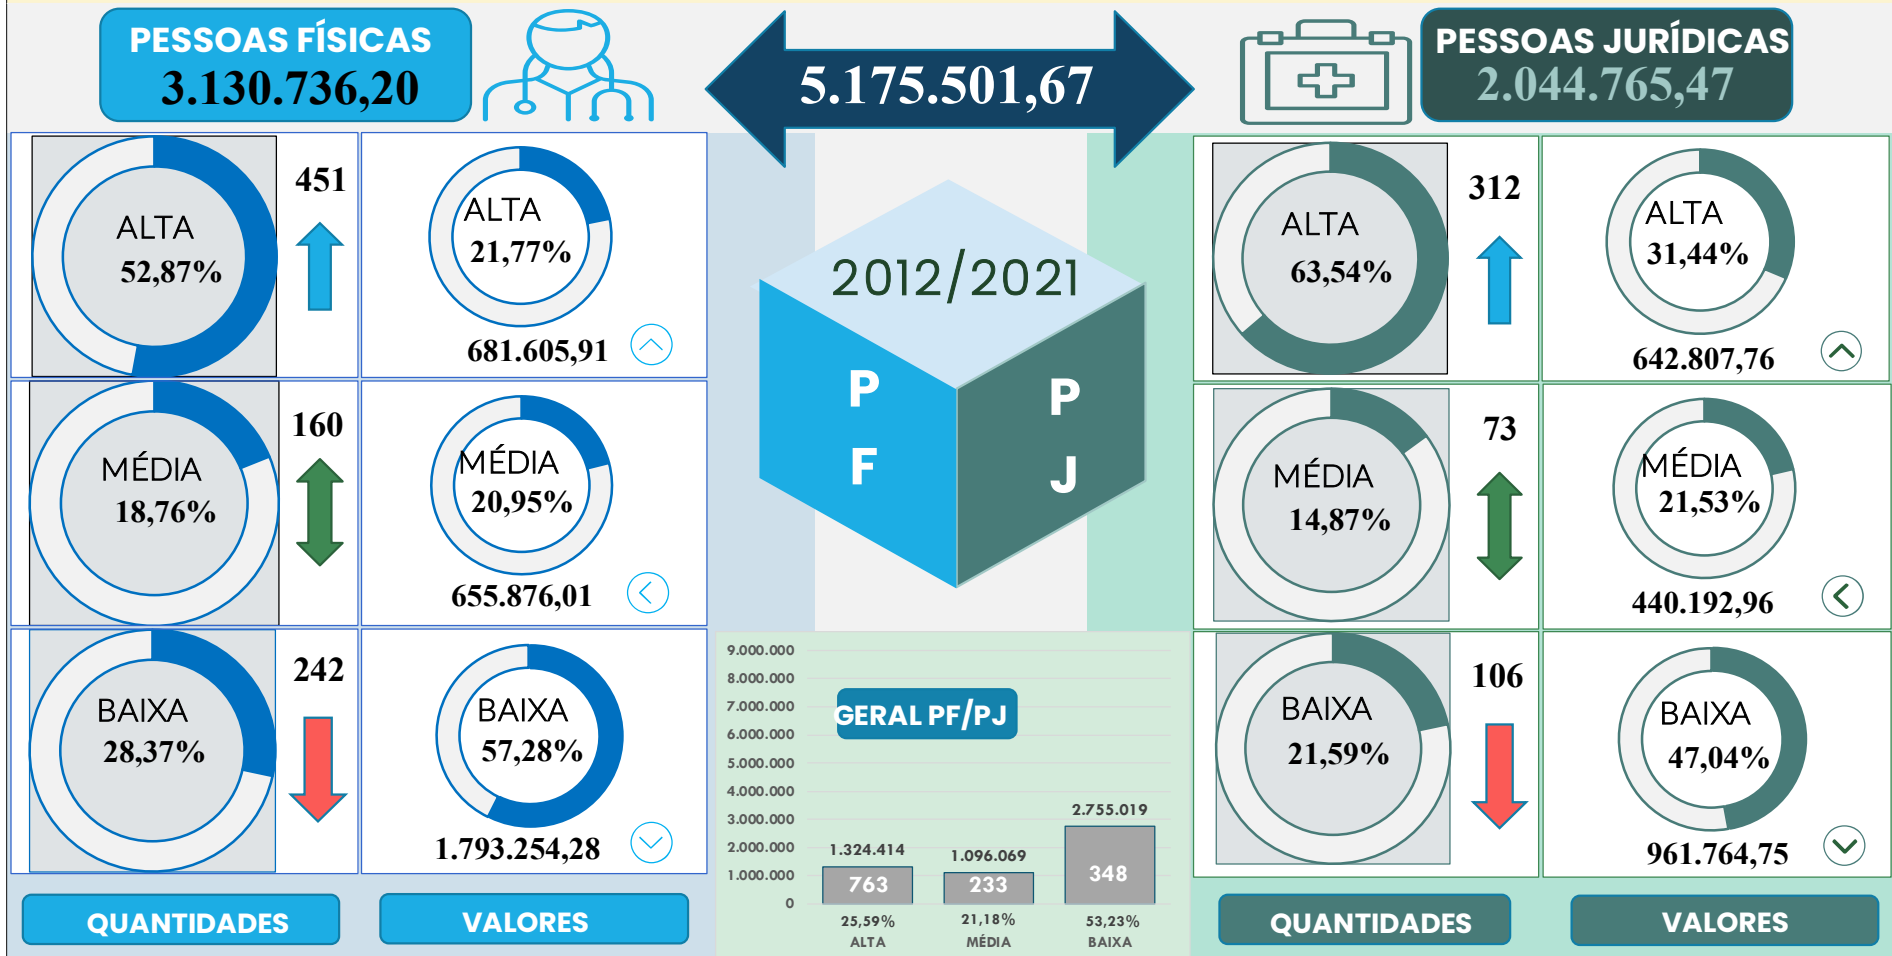 PESSOAS FÍSICAS
3.130.736,20
5.175.501,67
PESSOAS JURÍDICAS
2.044.765,47
ALTA
52,87%
451
ALTA
21,77%
681.605,91
MÉDIA
18,76%
160
MÉDIA
20,95%
655.876,01
BAIXA
28,37%
242
BAIXA
57,28%
1.793.254,28
QUANTIDADES
VALORES
2012/2021
P
F
P
J
GERAL PF/PJ
9.000.000
8.000.000
7.000.000
6.000.000
5.000.000
4.000.000
3.000.000
2.000.000
1.000.000
0
1.324.414
763
25,59%
ALTA
1.096.069
233
21,18%
MÉDIA
2.755.019
348
53,23%
BAIXA
ALTA
63,54%
312
ALTA
31,44%
642.807,76
MÉDIA
14,87%
73
MÉDIA
21,53%
440.192,96
BAIXA
21,59%
106
BAIXA
47,04%
961.764,75
QUANTIDADES
VALORES